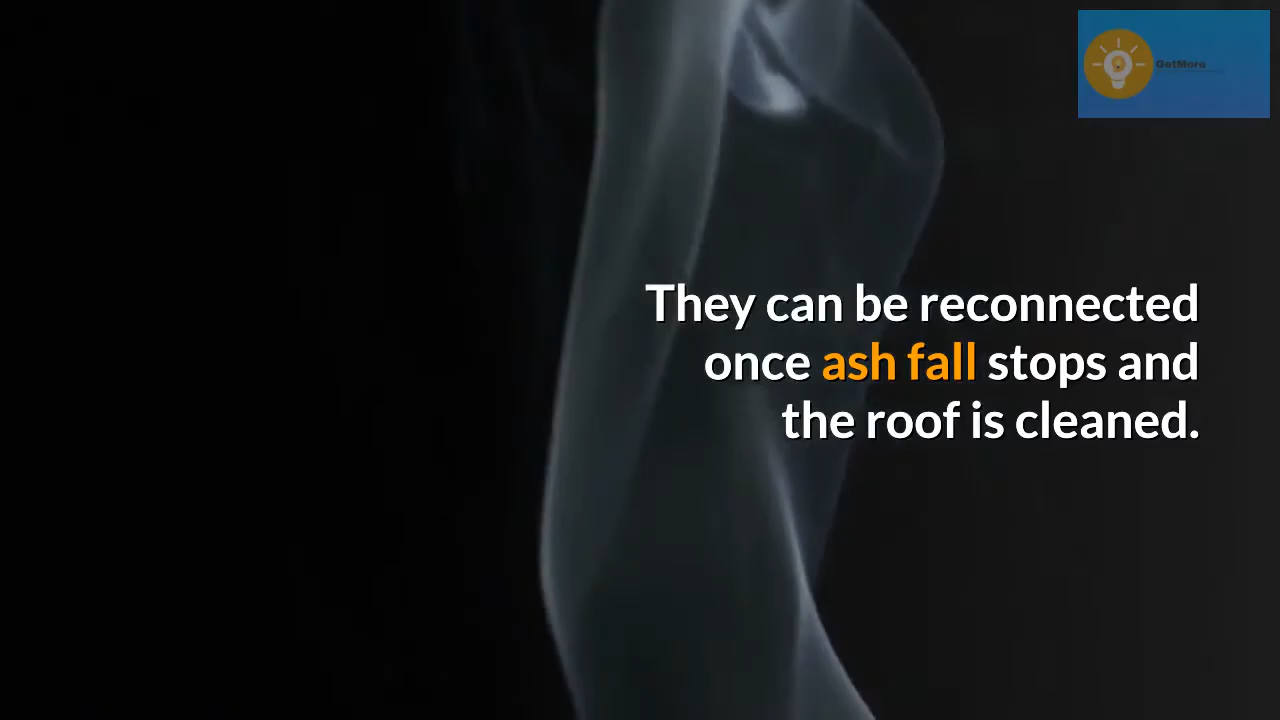 GetMore
They can be reconnected
once ash fall stops and
the roof is cleaned.